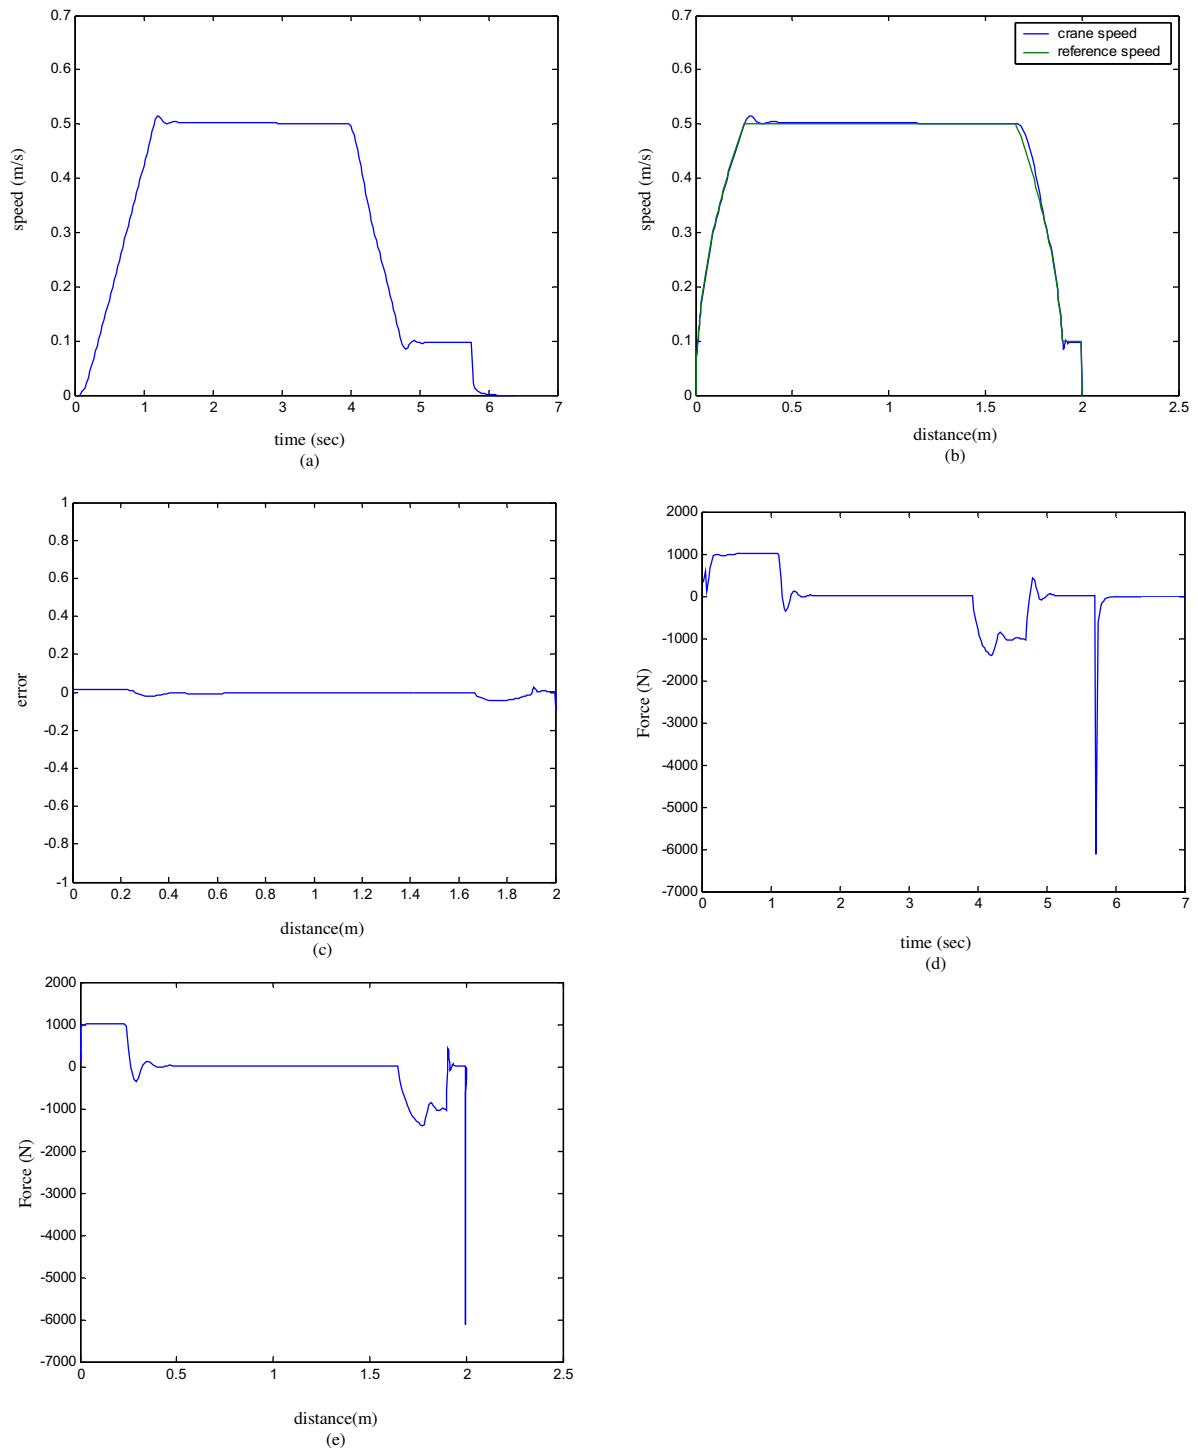 0.7
0.6
0.5
0.4
0.3
0.2
0.1
0
speed (m/s)
0 1 2 3 4 5 6 7
time (sec)
(a)
0.7
0.6
0.5
0.4
0.3
0.2
0.1
0
speed (m/s)
crane speed
reference speed
0 0.5 1 1.5 2 2.5
distance(m)
(b)
1
0.8
0.6
0.4
0.2
0
-0.2
-0.4
-0.6
-0.8
-1
error
0 0.2 0.4 0.6 0.8 1 1.2 1.4 1.6 1.8 2
distance(m)
(c)
2000
1000
0
-1000
-2000
-3000
-4000
-5000
-6000
-7000
Force (N)
0 1 2 3 4 5 6 7
time (sec)
(d)
2000
1000
0
-1000
-2000
-3000
-4000
-5000
-6000
-7000
Force (N)
0 0.5 1 1.5 2 2.5
distance(m)
(e)